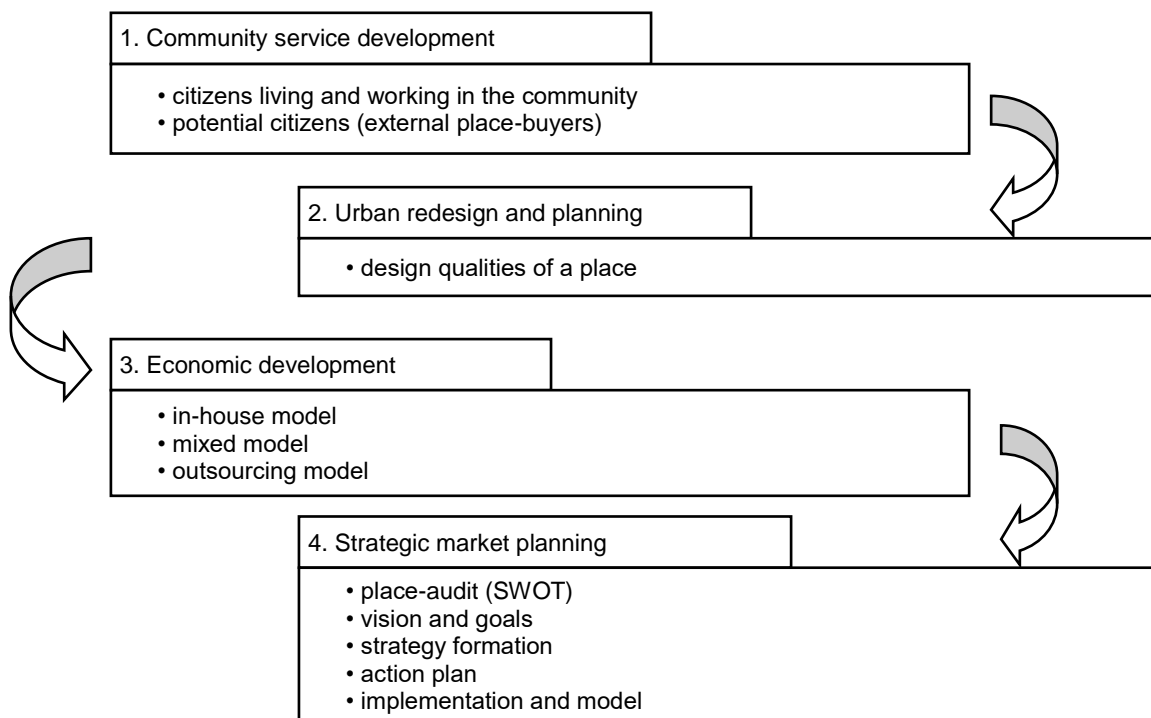 1. Community service development
• citizens living and working in the community
• potential citizens (external place-buyers)
2. Urban redesign and planning
• design qualities of a place
3. Economic development
• in-house model
• mixed model
• outsourcing model
4. Strategic market planning
• place-audit (SWOT)
• vision and goals
• strategy formation
• action plan
• implementation and model